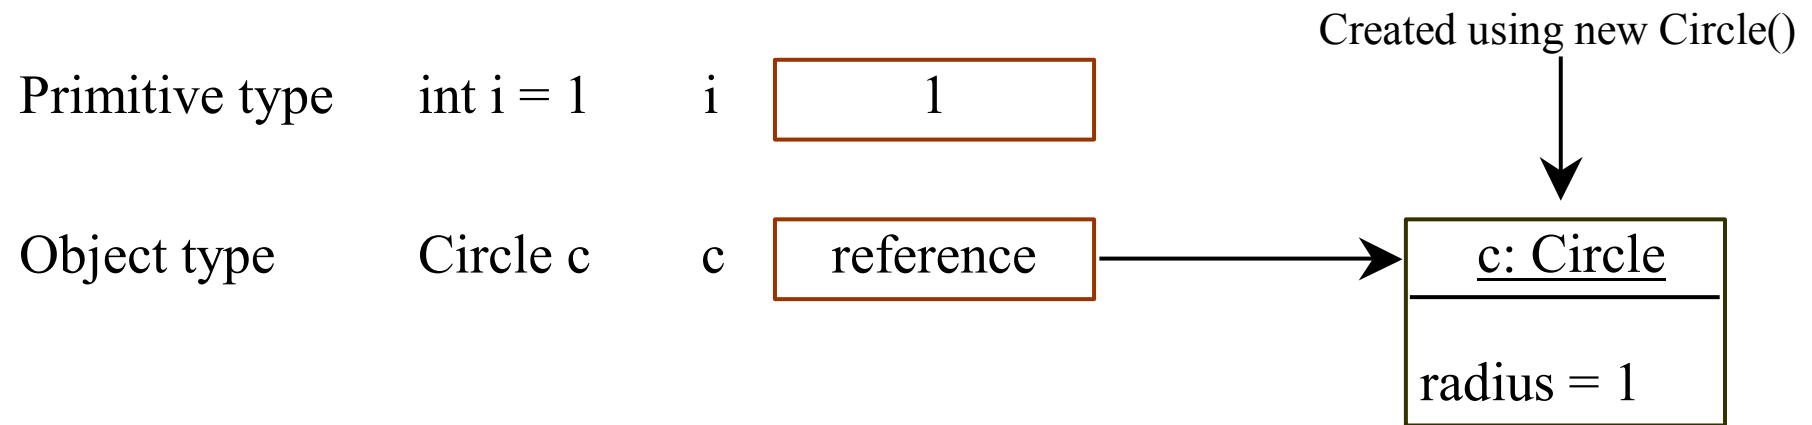 Created using new Circle()
Primitive type int i = 1 i 1
Object type Circle c c reference c: Circle
radius = 1